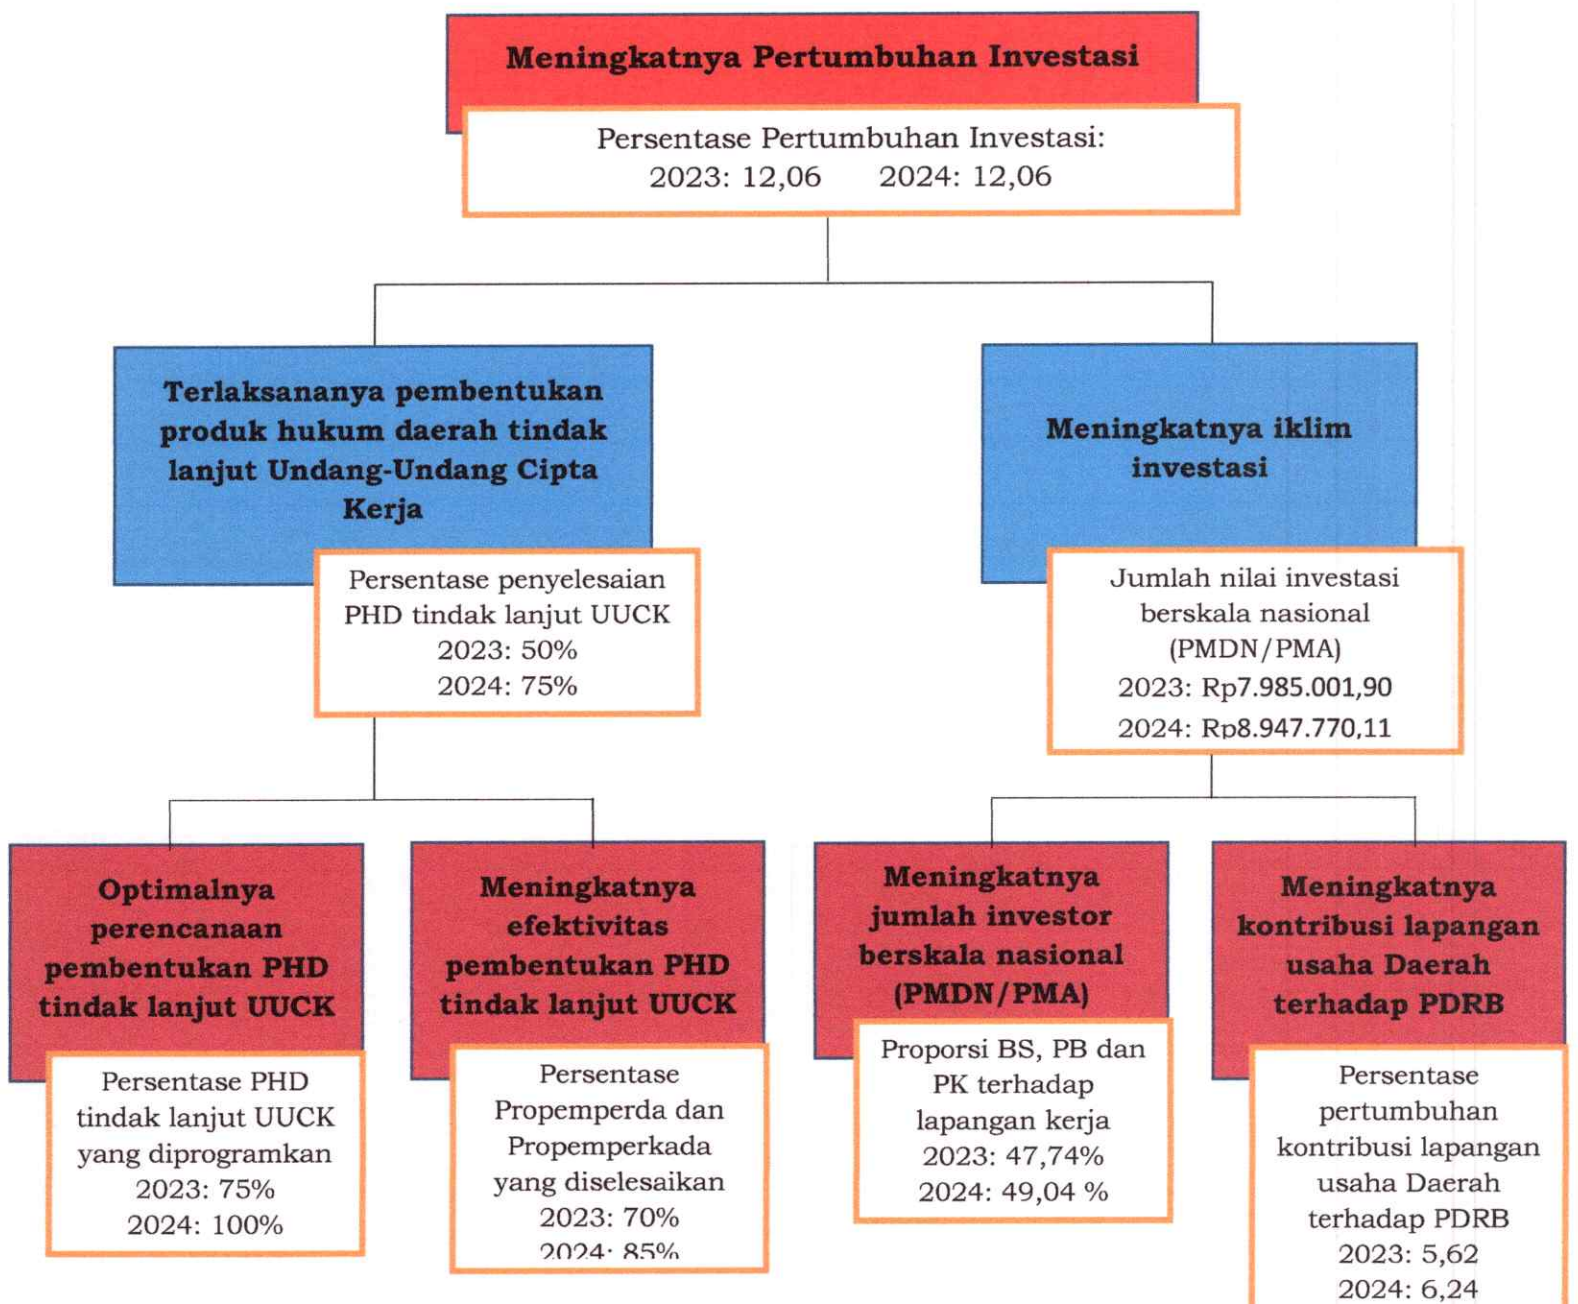 Meningkatnya Pertumbuhan Investasi
Persentase Pertumbuhan Investasi:
2023: 12,06 2024: 12,06
Terlaksananya pembentukan
produk hukum daerah tindak
lanjut Undang-Undang Cipta
Kerja
Persentase penyelesaian
PHD tindak lanjut UUCK
2023: 50%
2024: 75%
Meningkatnya iklim
investasi
Jumlah nilai investasi
berskala nasional
(PMDN/PMA)
2023: Rp7.985.001,90
2024: Rp8.947.770,11
Optimalnya
perencanaan
pembentukan PHD
tindak lanjut UUCK
Persentase PHD
tindak lanjut UUCK
yang diprogramkan
2023: 75%
2024: 100%
Meningkatnya
efektivitas
pembentukan PHD
tindak lanjut UUCK
Persentase
Propemperda dan
Propemperkada
yang diselesaikan
2023: 70%
2024: 85%
Meningkatnya
jumlah investor
berskala nasional
(PMDN/PMA)
Proporsi BS, PB dan
PK terhadap
lapangan kerja
2023: 47,74%
2024: 49,04 %
Meningkatnya
kontribusi lapangan
usaha Daerah
terhadap PDRB
Persentase
pertumbuhan
kontribusi lapangan
usaha Daerah
terhadap PDRB
2023: 5,62
2024: 6,24